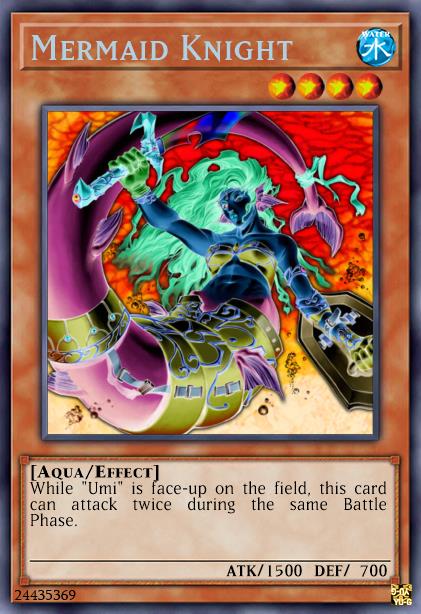 MERMAID KNIGHT
WATER
水
[AQUA/EFFECT]
While "Umi" is face-up on the field, this card
can attack twice during the same Battle
Phase.
ATK/1500 DEF/ 700
24435369